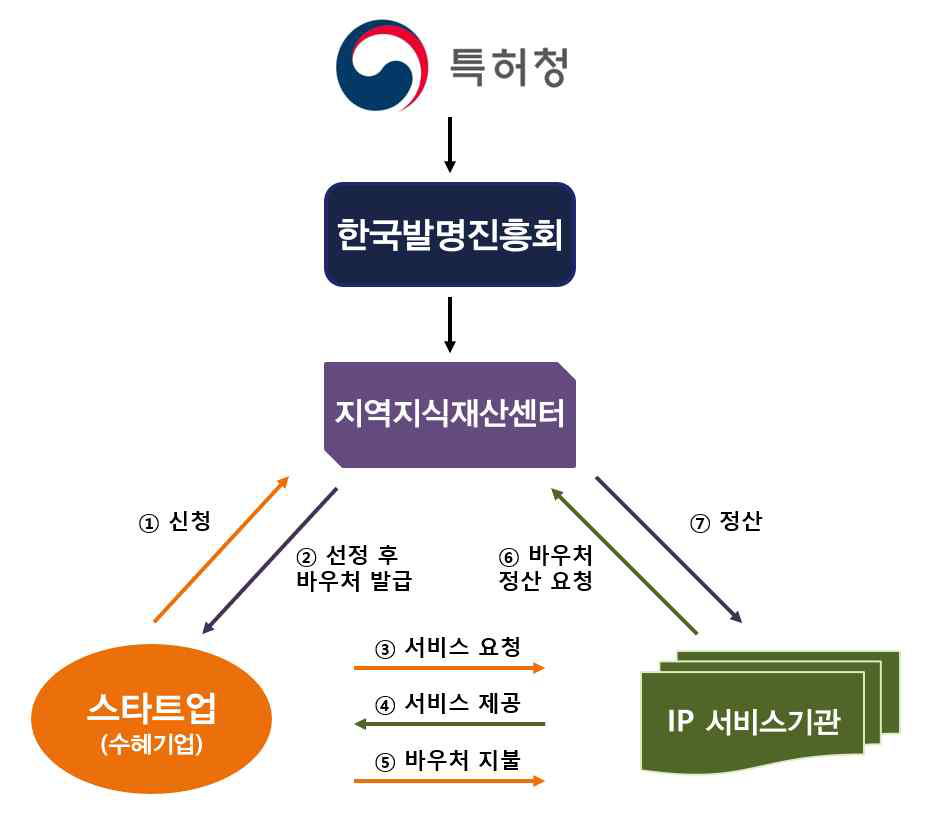 특허청
한국발명진흥회
지역지식재산센터
① 신청
② 선정 후
바우처 발급
⑥ 바우처
정산 요청
⑦ 정산
③ 서비스 요청
④ 서비스 제공
⑤ 바우처 지불
스타트업
(수혜기업)
IP 서비스기관